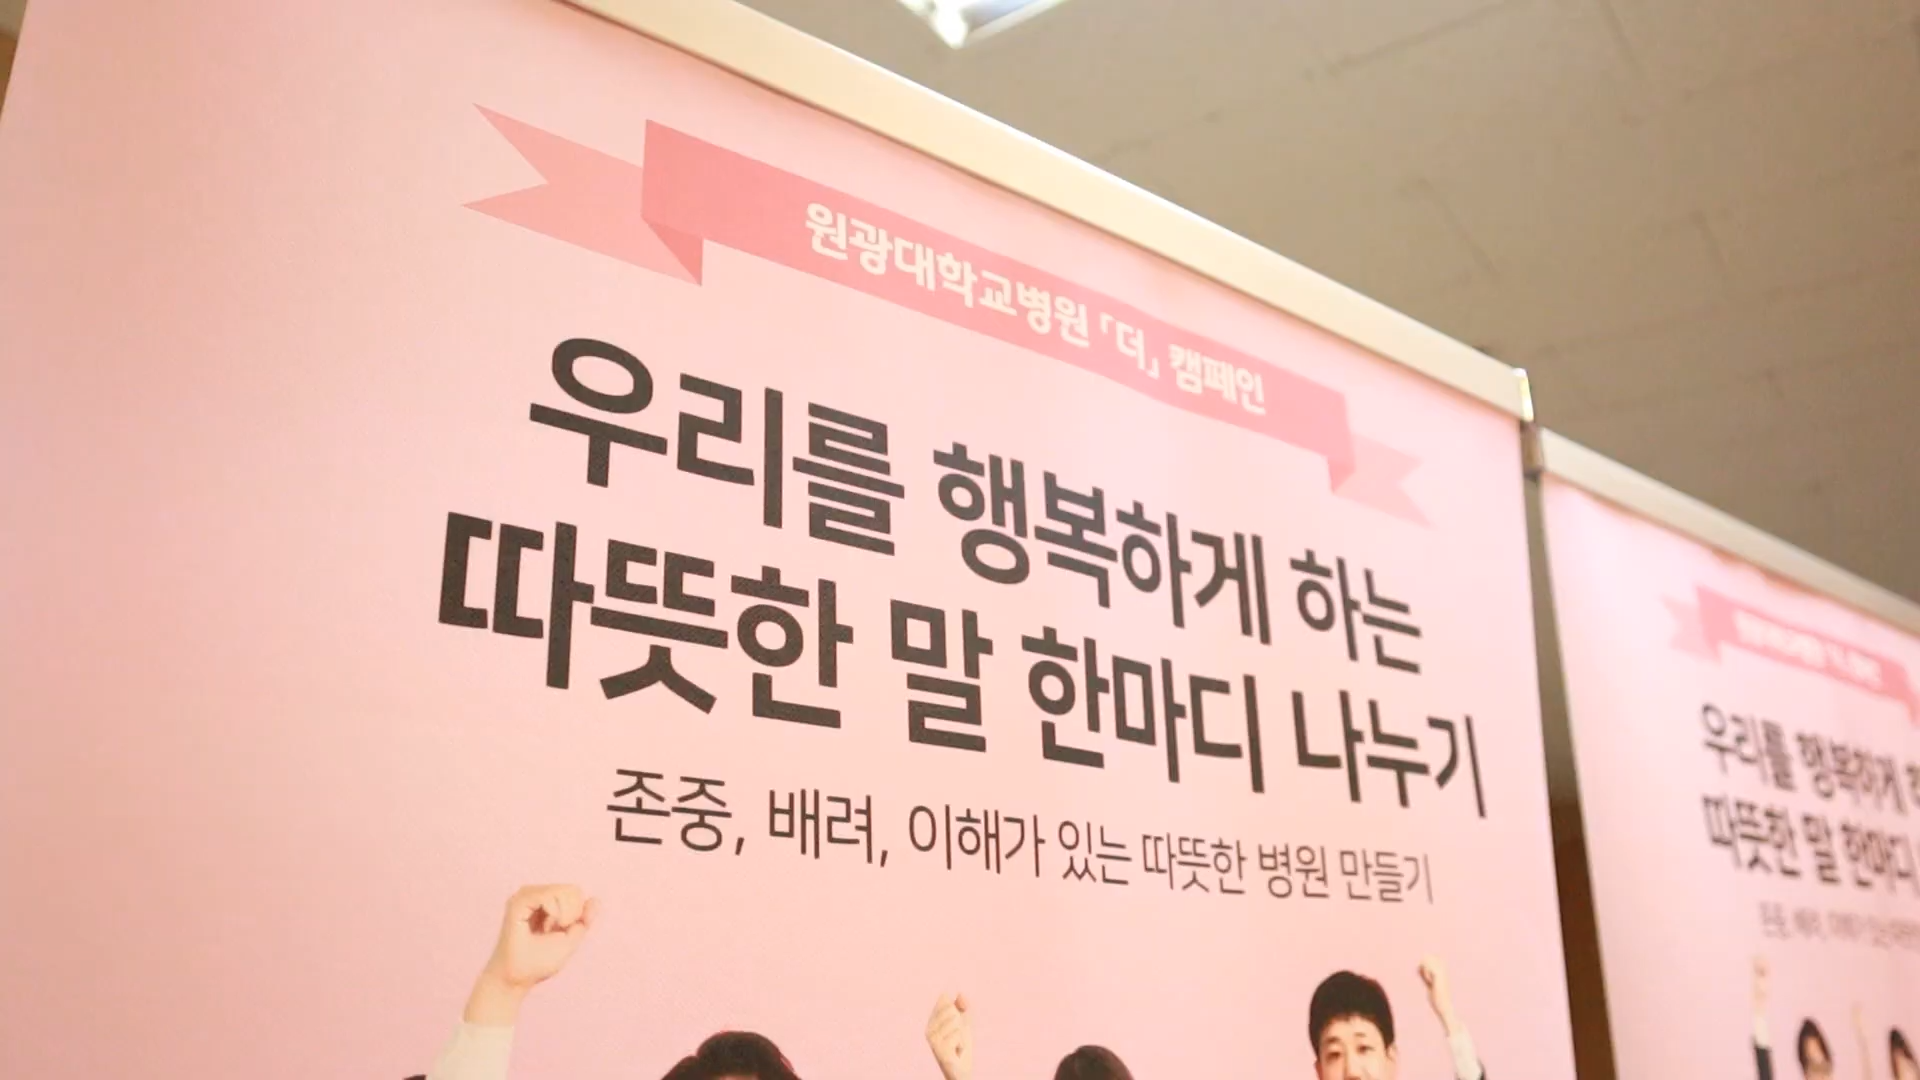 원광대학교병원 「더」 캠페인
우리를 행복하게 하는
따뜻한 말 한마디 나누기
존중, 배려, 이해가 있는 따뜻한 병원 만들기
우리를 행복하게
따뜻한 말 한마디